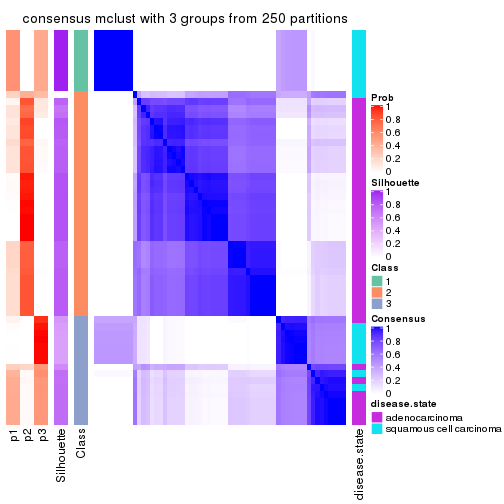 consensus mclust with 3 groups from 250 partitions
Prob
1
0.8
0.6
0.4
0.2
0
Silhouette
1
0.8
0.6
0.4
0.2
0
Class
1
2
3
Consensus
1
0.8
0.6
0.4
0.2
0
disease.state
adenocarcinoma
squamous cell carcinoma
p1
p2
p3
Silhouette
Class
disease.state